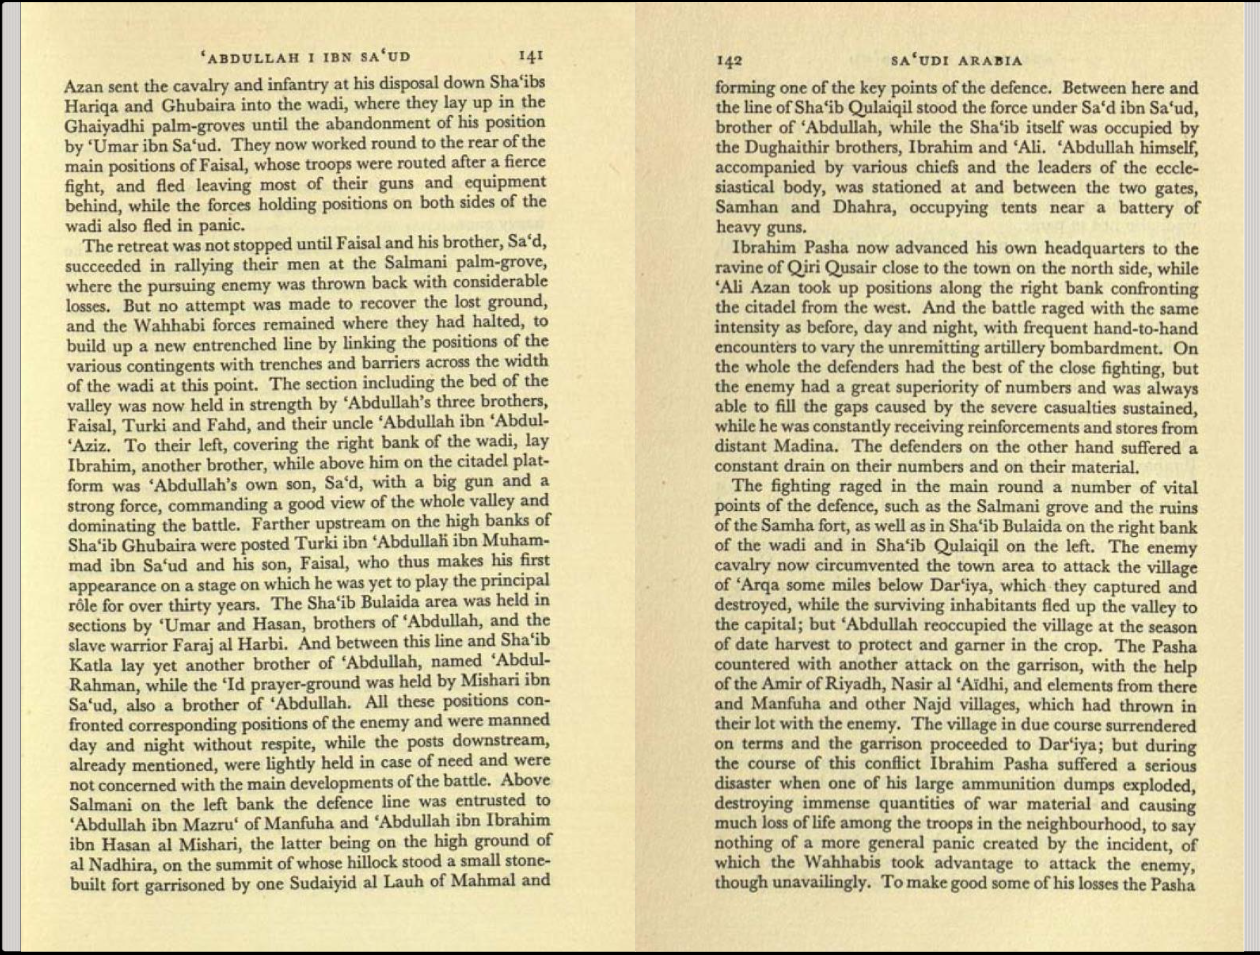 ‘ABDULLAH I IBN SA‘UD 141
Azan sent the cavalry and infantry at his disposal down Sha‘ibs
Hariqa and Ghubaira into the wadi, where they lay up in the
Ghaiyadhi palm-groves until the abandonment of his position
by ‘Umar ibn Sa‘ud. They now worked round to the rear of the
main positions of Faisal, whose troops were routed after a fierce
fight, and fled leaving most of their guns and equipment
behind, while the forces holding positions on both sides of the
wadi also fled in panic.
The retreat was not stopped until Faisal and his brother, Sa‘d,
succeeded in rallying their men at the Salmani palm-grove,
where the pursuing enemy was thrown back with considerable
losses. But no attempt was made to recover the lost ground,
and the Wahhabi forces remained where they had halted, to
build up a new entrenched line by linking the positions of the
various contingents with trenches and barriers across the width
of the wadi at this point. The section including the bed of the
valley was now held in strength by ‘Abdullah's three brothers,
Faisal, Turki and Fahd, and their uncle ‘Abdullah ibn ‘Abdul-
‘Aziz. To their left, covering the right bank of the wadi, lay
Ibrahim, another brother, while above him on the citadel plat-
form was ‘Abdullah's own son, Sa‘d, with a big gun and a
strong force, commanding a good view of the whole valley and
dominating the battle. Farther upstream on the high banks of
Sha‘ib Ghubaira were posted Turki ibn ‘Abdullah ibn Muham-
mad ibn Sa‘ud and his son, Faisal, who thus makes his first
appearance on a stage on which he was yet to play the principal
rôle for over thirty years. The Sha‘ib Bulaida area was held in
sections by ‘Umar and Hasan, brothers of ‘Abdullah, and the
slave warrior Faraj al Harbi. And between this line and Sha‘ib
Katla lay yet another brother of ‘Abdullah, named ‘Abdul-
Rahman, while the ‘Id prayer-ground was held by Mishari ibn
Sa‘ud, also a brother of ‘Abdullah. All these positions con-
fronted corresponding positions of the enemy and were manned
day and night without respite, while the posts downstream,
already mentioned, were lightly held in case of need and were
not concerned with the main developments of the battle. Above
Salmani on the left bank the defence line was entrusted to
‘Abdullah ibn Mazru‘ of Manfuha and ‘Abdullah ibn Ibrahim
ibn Hasan al Mishari, the latter being on the high ground of
al Nadhira, on the summit of whose hillock stood a small stone-
built fort garrisoned by one Sudaiyid al Lauh of Mahmal and
142 SA‘UDI ARABIA
forming one of the key points of the defence. Between here and
the line of Sha‘ib Qulaiqil stood the force under Sa‘d ibn Sa‘ud,
brother of ‘Abdullah, while the Sha‘ib itself was occupied by
the Dughaithir brothers, Ibrahim and ‘Ali. ‘Abdullah himself,
accompanied by various chiefs and the leaders of the eccle-
siastical body, was stationed at and between the two gates,
Samhan and Dhahra, occupying tents near a battery of
heavy guns.
Ibrahim Pasha now advanced his own headquarters to the
ravine of Qiri Qusair close to the town on the north side, while
‘Ali Azan took up positions along the right bank confronting
the citadel from the west. And the battle raged with the same
intensity as before, day and night, with frequent hand-to-hand
encounters to vary the unremitting artillery bombardment. On
the whole the defenders had the best of the close fighting, but
the enemy had a great superiority of numbers and was always
able to fill the gaps caused by the severe casualties sustained,
while he was constantly receiving reinforcements and stores from
distant Madina. The defenders on the other hand suffered a
constant drain on their numbers and on their material.
The fighting raged in the main round a number of vital
points of the defence, such as the Salmani grove and the ruins
of the Samha fort, as well as in Sha‘ib Bulaida on the right bank
of the wadi and in Sha‘ib Qulaiqil on the left. The enemy
cavalry now circumvented the town area to attack the village
of ‘Arqa some miles below Dar‘iya, which they captured and
destroyed, while the surviving inhabitants fled up the valley to
the capital; but ‘Abdullah reoccupied the village at the season
of date harvest to protect and garner in the crop. The Pasha
countered with another attack on the garrison, with the help
of the Amir of Riyadh, Nasir al ‘Aïdhi, and elements from there
and Manfuha and other Najd villages, which had thrown in
their lot with the enemy. The village in due course surrendered
on terms and the garrison proceeded to Dar‘iya; but during
the course of this conflict Ibrahim Pasha suffered a serious
disaster when one of his large ammunition dumps exploded,
destroying immense quantities of war material and causing
much loss of life among the troops in the neighbourhood, to say
nothing of a more general panic created by the incident, of
which the Wahhabis took advantage to attack the enemy,
though unavailingly. To make good some of his losses the Pasha